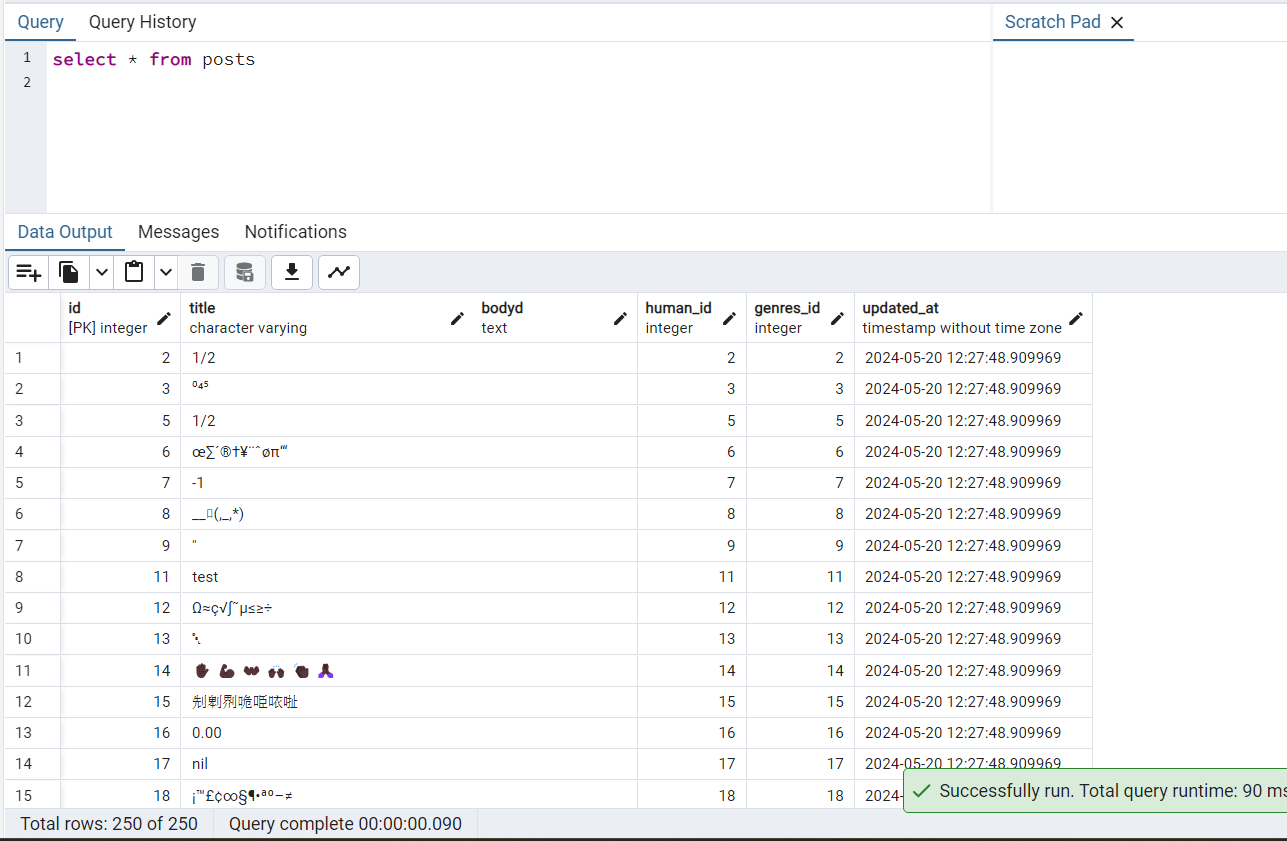 Query Query History Scratch Pad
1 select * from posts
2
Data Output Messages Notifications
id title bodyd human_id genres_id updated_at
[PK] integer character varying text integer integer timestamp without time zone
1 2 1/2 2 2 2024-05-20 12:27:48.909969
2 3 ⁰⁴⁵ 3 3 2024-05-20 12:27:48.909969
3 5 1/2 5 5 2024-05-20 12:27:48.909969
4 6 œ∑´®†¥¨ˆøπ“‘ 6 6 2024-05-20 12:27:48.909969
5 7 -1 7 7 2024-05-20 12:27:48.909969
6 8 __(,_,*) 8 8 2024-05-20 12:27:48.909969
7 9 " 9 9 2024-05-20 12:27:48.909969
8 11 test 11 11 2024-05-20 12:27:48.909969
9 12 Ω≈ç√∫˜µ≤≥÷ 12 12 2024-05-20 12:27:48.909969
10 13 13 13 2024-05-20 12:27:48.909969
11 14 14 14 2024-05-20 12:27:48.909969
12 15 15 15 2024-05-20 12:27:48.909969
13 16 0.00 16 16 2024-05-20 12:27:48.909969
14 17 nil 17 17 2024-05-20 12:27:48.909969
15 18 ¡™£¢∞§¶•ªº–≠ 18 18 2024-
Successfully run. Total query runtime: 90 ms
Total rows: 250 of 250 Query complete 00:00:00.090